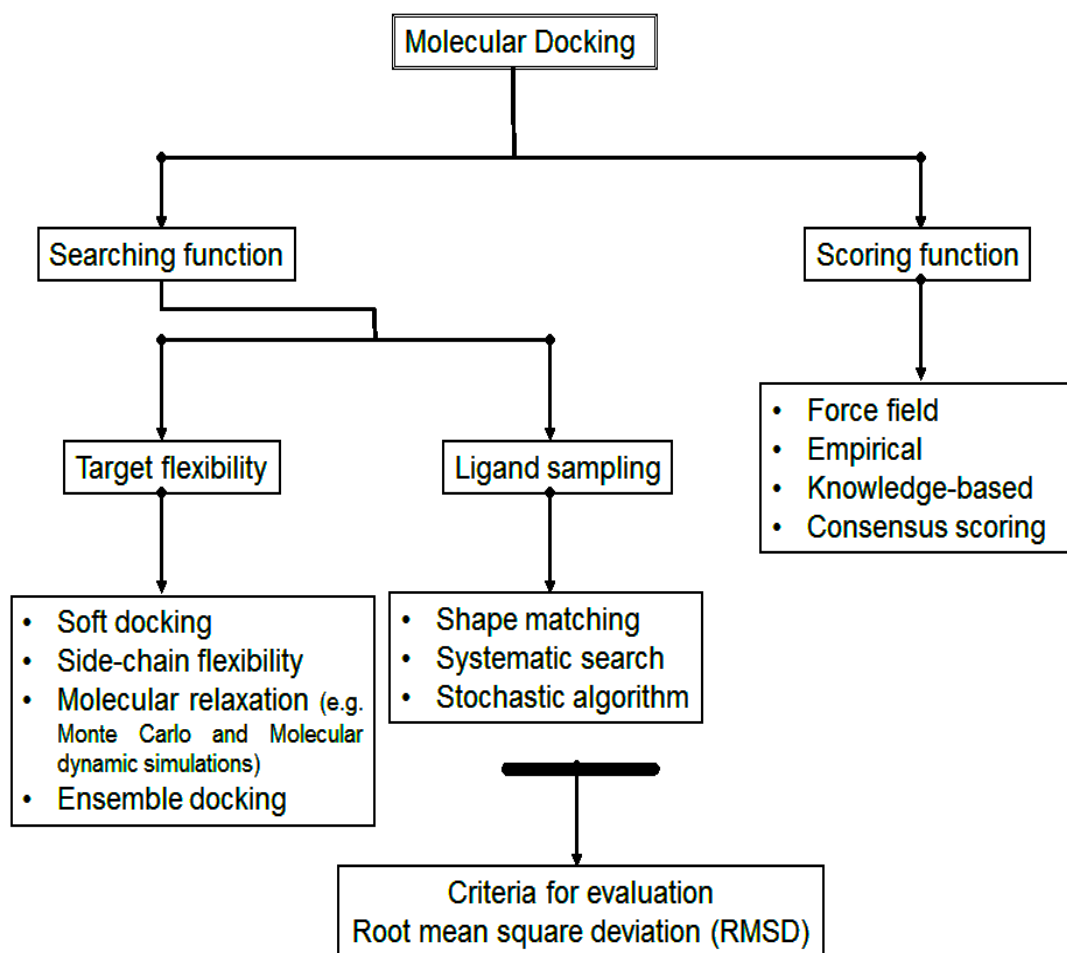 Molecular Docking
Searching function
Scoring function
Target flexibility
Ligand sampling
• Force field
• Empirical
• Knowledge-based
• Consensus scoring
• Soft docking
• Side-chain flexibility
• Molecular relaxation (e.g.
Monte Carlo and Molecular
dynamic simulations)
• Ensemble docking
• Shape matching
• Systematic search
• Stochastic algorithm
Criteria for evaluation
Root mean square deviation (RMSD)